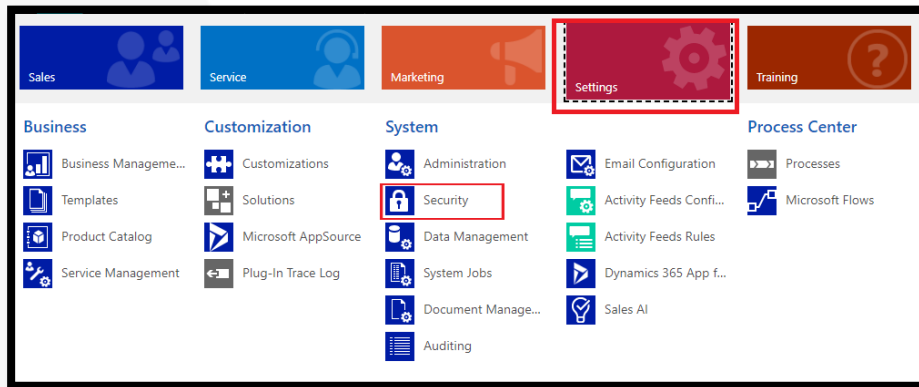 Sales
Service
Marketing
Settings
Training
Business
Business Manageme...
Templates
Product Catalog
Service Management
Customization
Customizations
Solutions
Microsoft AppSource
Plug-In Trace Log
System
Administration
Security
Data Management
System Jobs
Document Manage...
Auditing
Email Configuration
Activity Feeds Confi...
Activity Feeds Rules
Dynamics 365 App f...
Sales AI
Process Center
Processes
Microsoft Flows